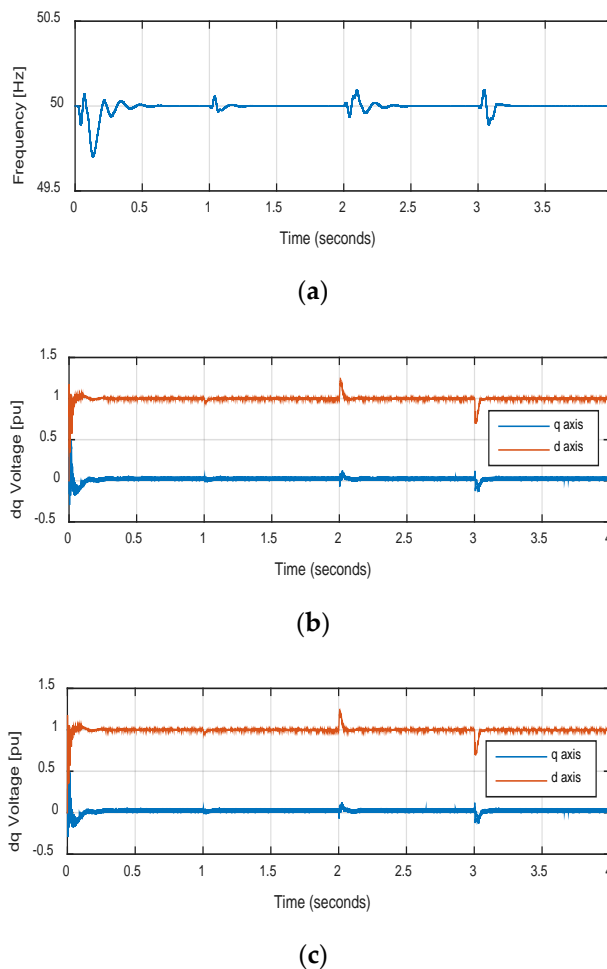 50.5
50
49.5
Frequency [Hz]
0 0.5 1 1.5 2 2.5 3 3.5
Time (seconds)
(a)
1.5
1
0.5
0
-0.5
dq Voltage [pu]
q axis
d axis
0 0.5 1 1.5 2 2.5 3 3.5 4
Time (seconds)
(b)
1.5
1
0.5
0
-0.5
dq Voltage [pu]
q axis
d axis
0 0.5 1 1.5 2 2.5 3 3.5 4
Time (seconds)
(c)